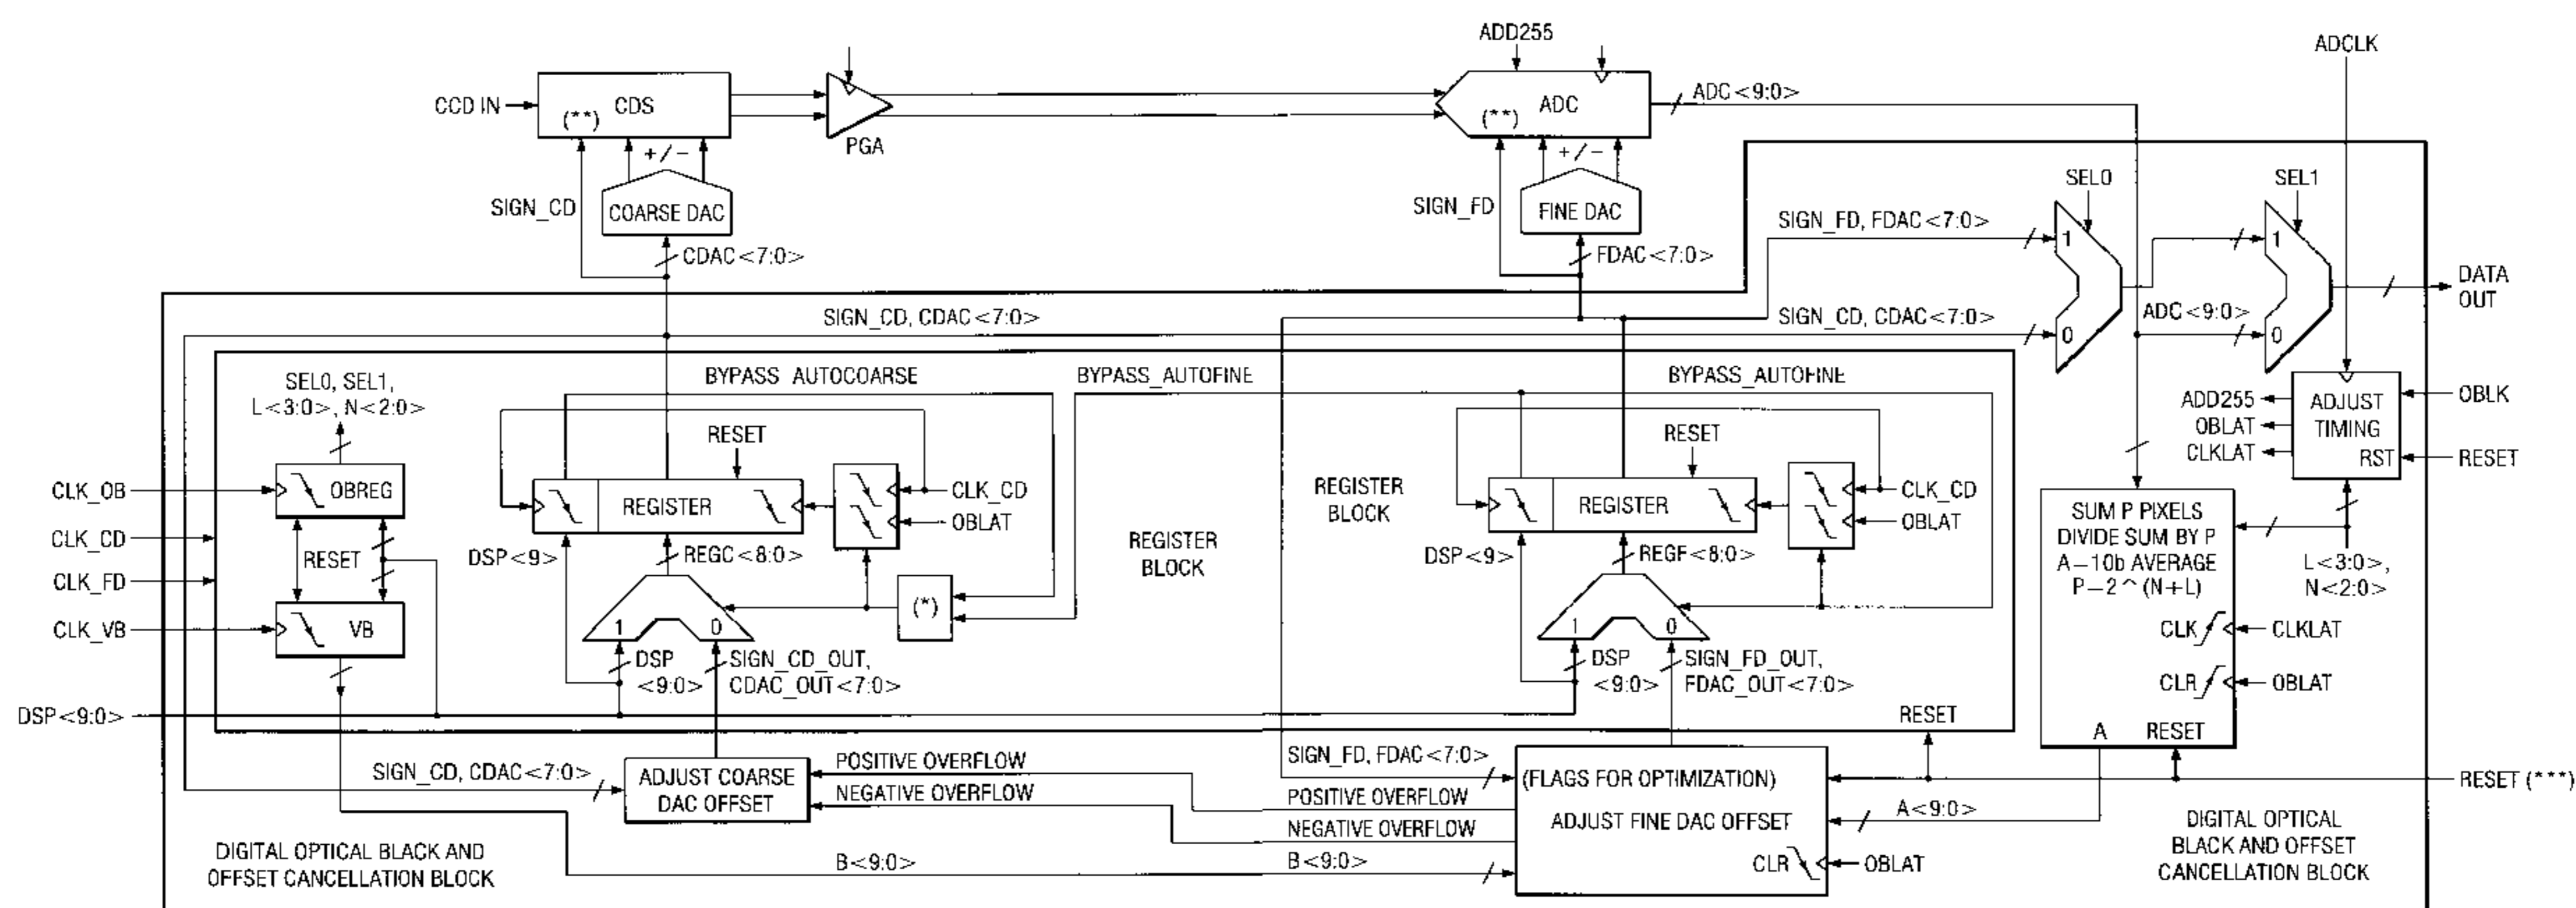 ADD255
ADCLK
CCD IN
CDS
(**)
PGA
ADC
(**)
ADC<9:0>
+/−
+/−
SEL0
SEL1
SIGN_CD
COARSE DAC
SIGN_FD
FINE DAC
SIGN_FD, FDAC<7:0>
1
1
CDAC<7:0>
FDAC<7:0>
DATA
OUT
SIGN_CD, CDAC<7:0>
SIGN_CD, CDAC<7:0>
ADC<9:0>
0
0
SEL0, SEL1,
L<3:0>, N<2:0>
BYPASS AUTOCOARSE
BYPASS_AUTOFINE
BYPASS_AUTOFINE
ADD255
OBLAT
CLKLAT
ADJUST
TIMING
RST
OBLK
RESET
RESET
RESET
CLK_OB
OBREG
REGISTER
CLK_CD
OBLAT
REGISTER
BLOCK
REGISTER
CLK_CD
OBLAT
CLK_CD
RESET
DSP<9>
REGC<8:0>
REGISTER
BLOCK
DSP<9>
REGF<8:0>
SUM P PIXELS
DIVIDE SUM BY P
A−10b AVERAGE
P−2^(N+L)
L<3:0>,
N<2:0>
CLK_FD
CLK_VB
VB
(*)
1
0
1
0
CLK
CLKLAT
DSP
<9:0>
SIGN_CD_OUT,
CDAC_OUT<7:0>
DSP
<9:0>
SIGN_FD_OUT,
FDAC_OUT<7:0>
CLR
OBLAT
DSP<9:0>
RESET
A
RESET
SIGN_CD, CDAC<7:0>
ADJUST COARSE
DAC OFFSET
POSITIVE OVERFLOW
NEGATIVE OVERFLOW
SIGN_FD, FDAC<7:0>
POSITIVE OVERFLOW
NEGATIVE OVERFLOW
(FLAGS FOR OPTIMIZATION)
ADJUST FINE DAC OFFSET
RESET (***)
A<9:0>
DIGITAL OPTICAL BLACK AND
OFFSET CANCELLATION BLOCK
B<9:0>
B<9:0>
CLR
OBLAT
DIGITAL OPTICAL
BLACK AND OFFSET
CANCELLATION BLOCK